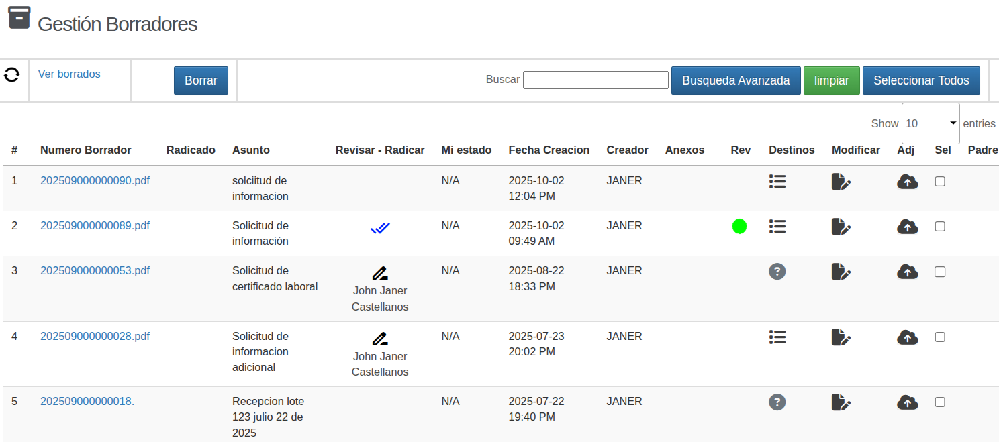 Gestión Borradores
Ver borrados
Borrar
Buscar
Busqueda Avanzada
limpiar
Seleccionar Todos
Show 10 entries
# Numero Borrador Radicado Asunto Revisar - Radicar Mi estado Fecha Creacion Creador Anexos Rev Destinos Modificar Adj Sel Padre
1 202509000000090.pdf solciitud de N/A 2025-10-02 JANER
informacion 12:04 PM
2 202509000000089.pdf Solicitud de N/A 2025-10-02 JANER
información 09:49 AM
3 202509000000053.pdf Solicitud de N/A 2025-08-22 JANER
certificado laboral 18:33 PM
John Janer
Castellanos
4 202509000000028.pdf Solicitud de N/A 2025-07-23 JANER
informacion 20:02 PM
John Janer
adicional
Castellanos
5 202509000000018. Recepcion lote N/A 2025-07-22 JANER
123 julio 22 de 19:40 PM
2025